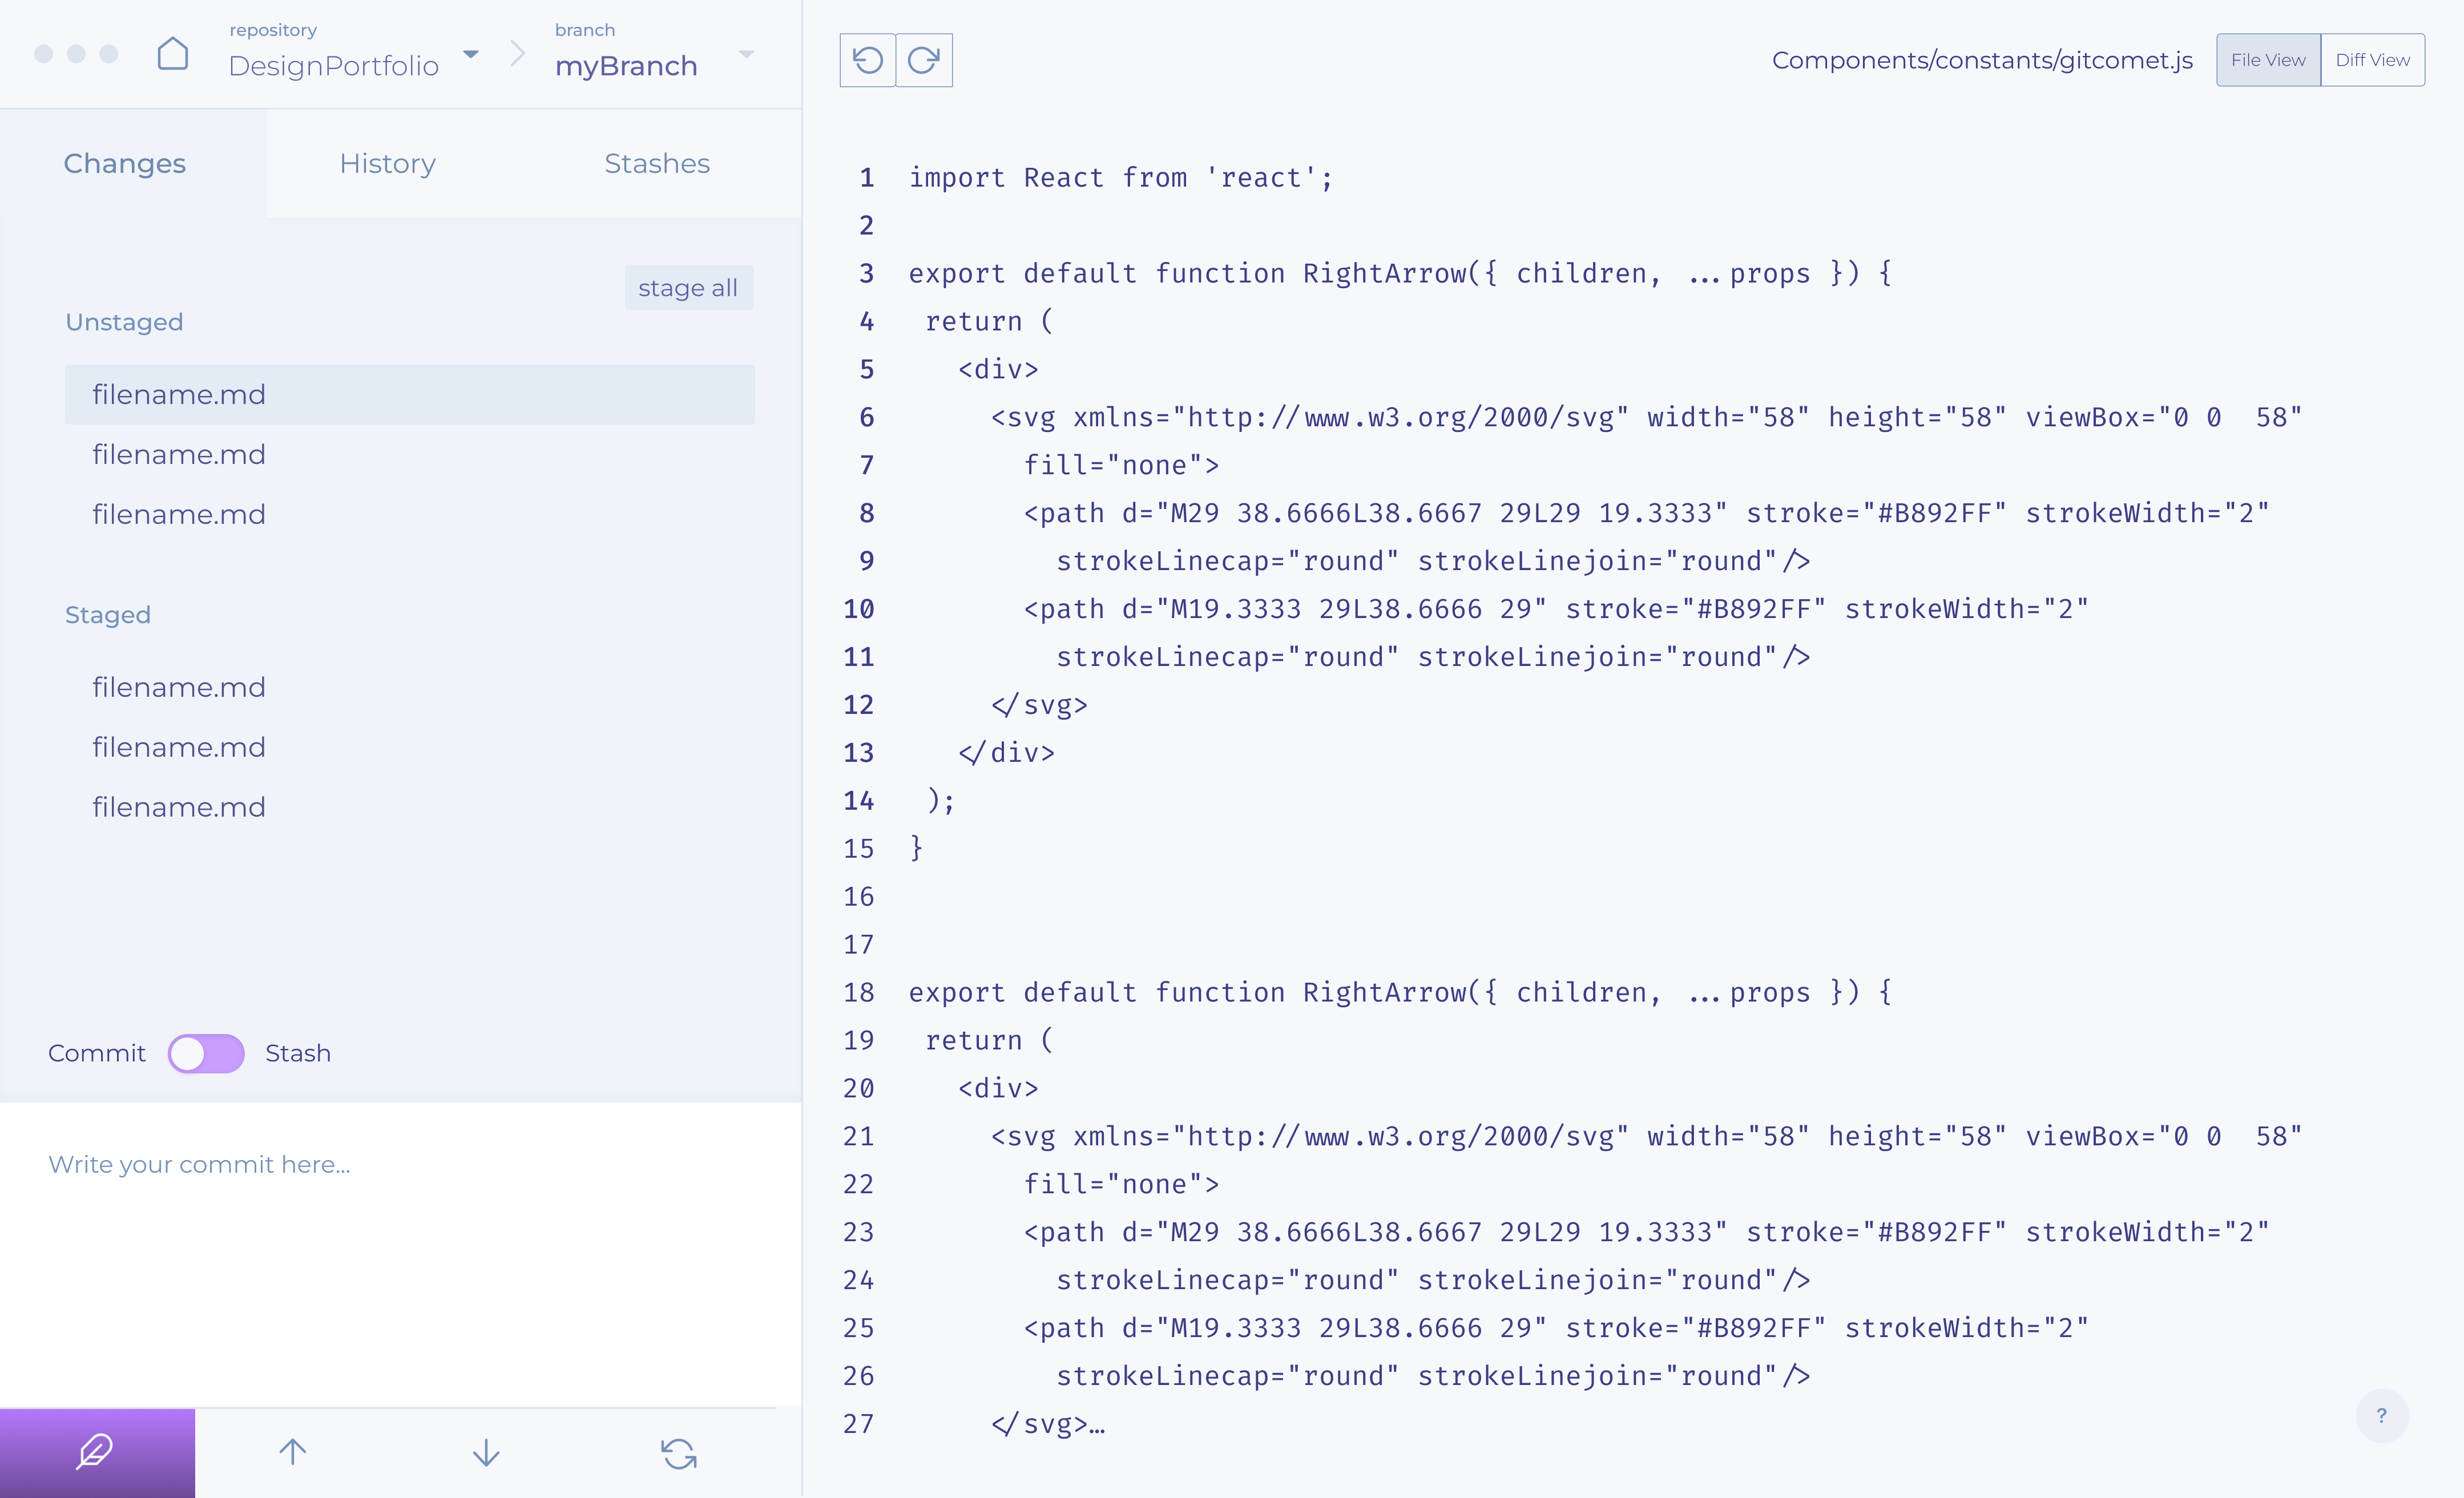 repository
DesignPortfolio
branch
myBranch
Components/constants/gitcomet.js
File View
Diff View
Changes
History
Stashes
stage all
Unstaged
filename.md
filename.md
filename.md
Staged
filename.md
filename.md
filename.md
Commit
Stash
Write your commit here...
1 import React from 'react';
2
3 export default function RightArrow({ children, ...props }) {
4 return (
5 <div>
6 <svg xmlns="http://www.w3.org/2000/svg" width="58" height="58" viewBox="0 0  58"
7 fill="none">
8 <path d="M29 38.6666L38.6667 29L29 19.3333" stroke="#B892FF" strokeWidth="2"
9 strokeLinecap="round" strokeLinejoin="round"/>
10 <path d="M19.3333 29L38.6666 29" stroke="#B892FF" strokeWidth="2"
11 strokeLinecap="round" strokeLinejoin="round"/>
12 </svg>
13 </div>
14 );
15 }
16
17
18 export default function RightArrow({ children, ...props }) {
19 return (
20 <div>
21 <svg xmlns="http://www.w3.org/2000/svg" width="58" height="58" viewBox="0 0  58"
22 fill="none">
23 <path d="M29 38.6666L38.6667 29L29 19.3333" stroke="#B892FF" strokeWidth="2"
24 strokeLinecap="round" strokeLinejoin="round"/>
25 <path d="M19.3333 29L38.6666 29" stroke="#B892FF" strokeWidth="2"
26 strokeLinecap="round" strokeLinejoin="round"/>
27 </svg>…
?